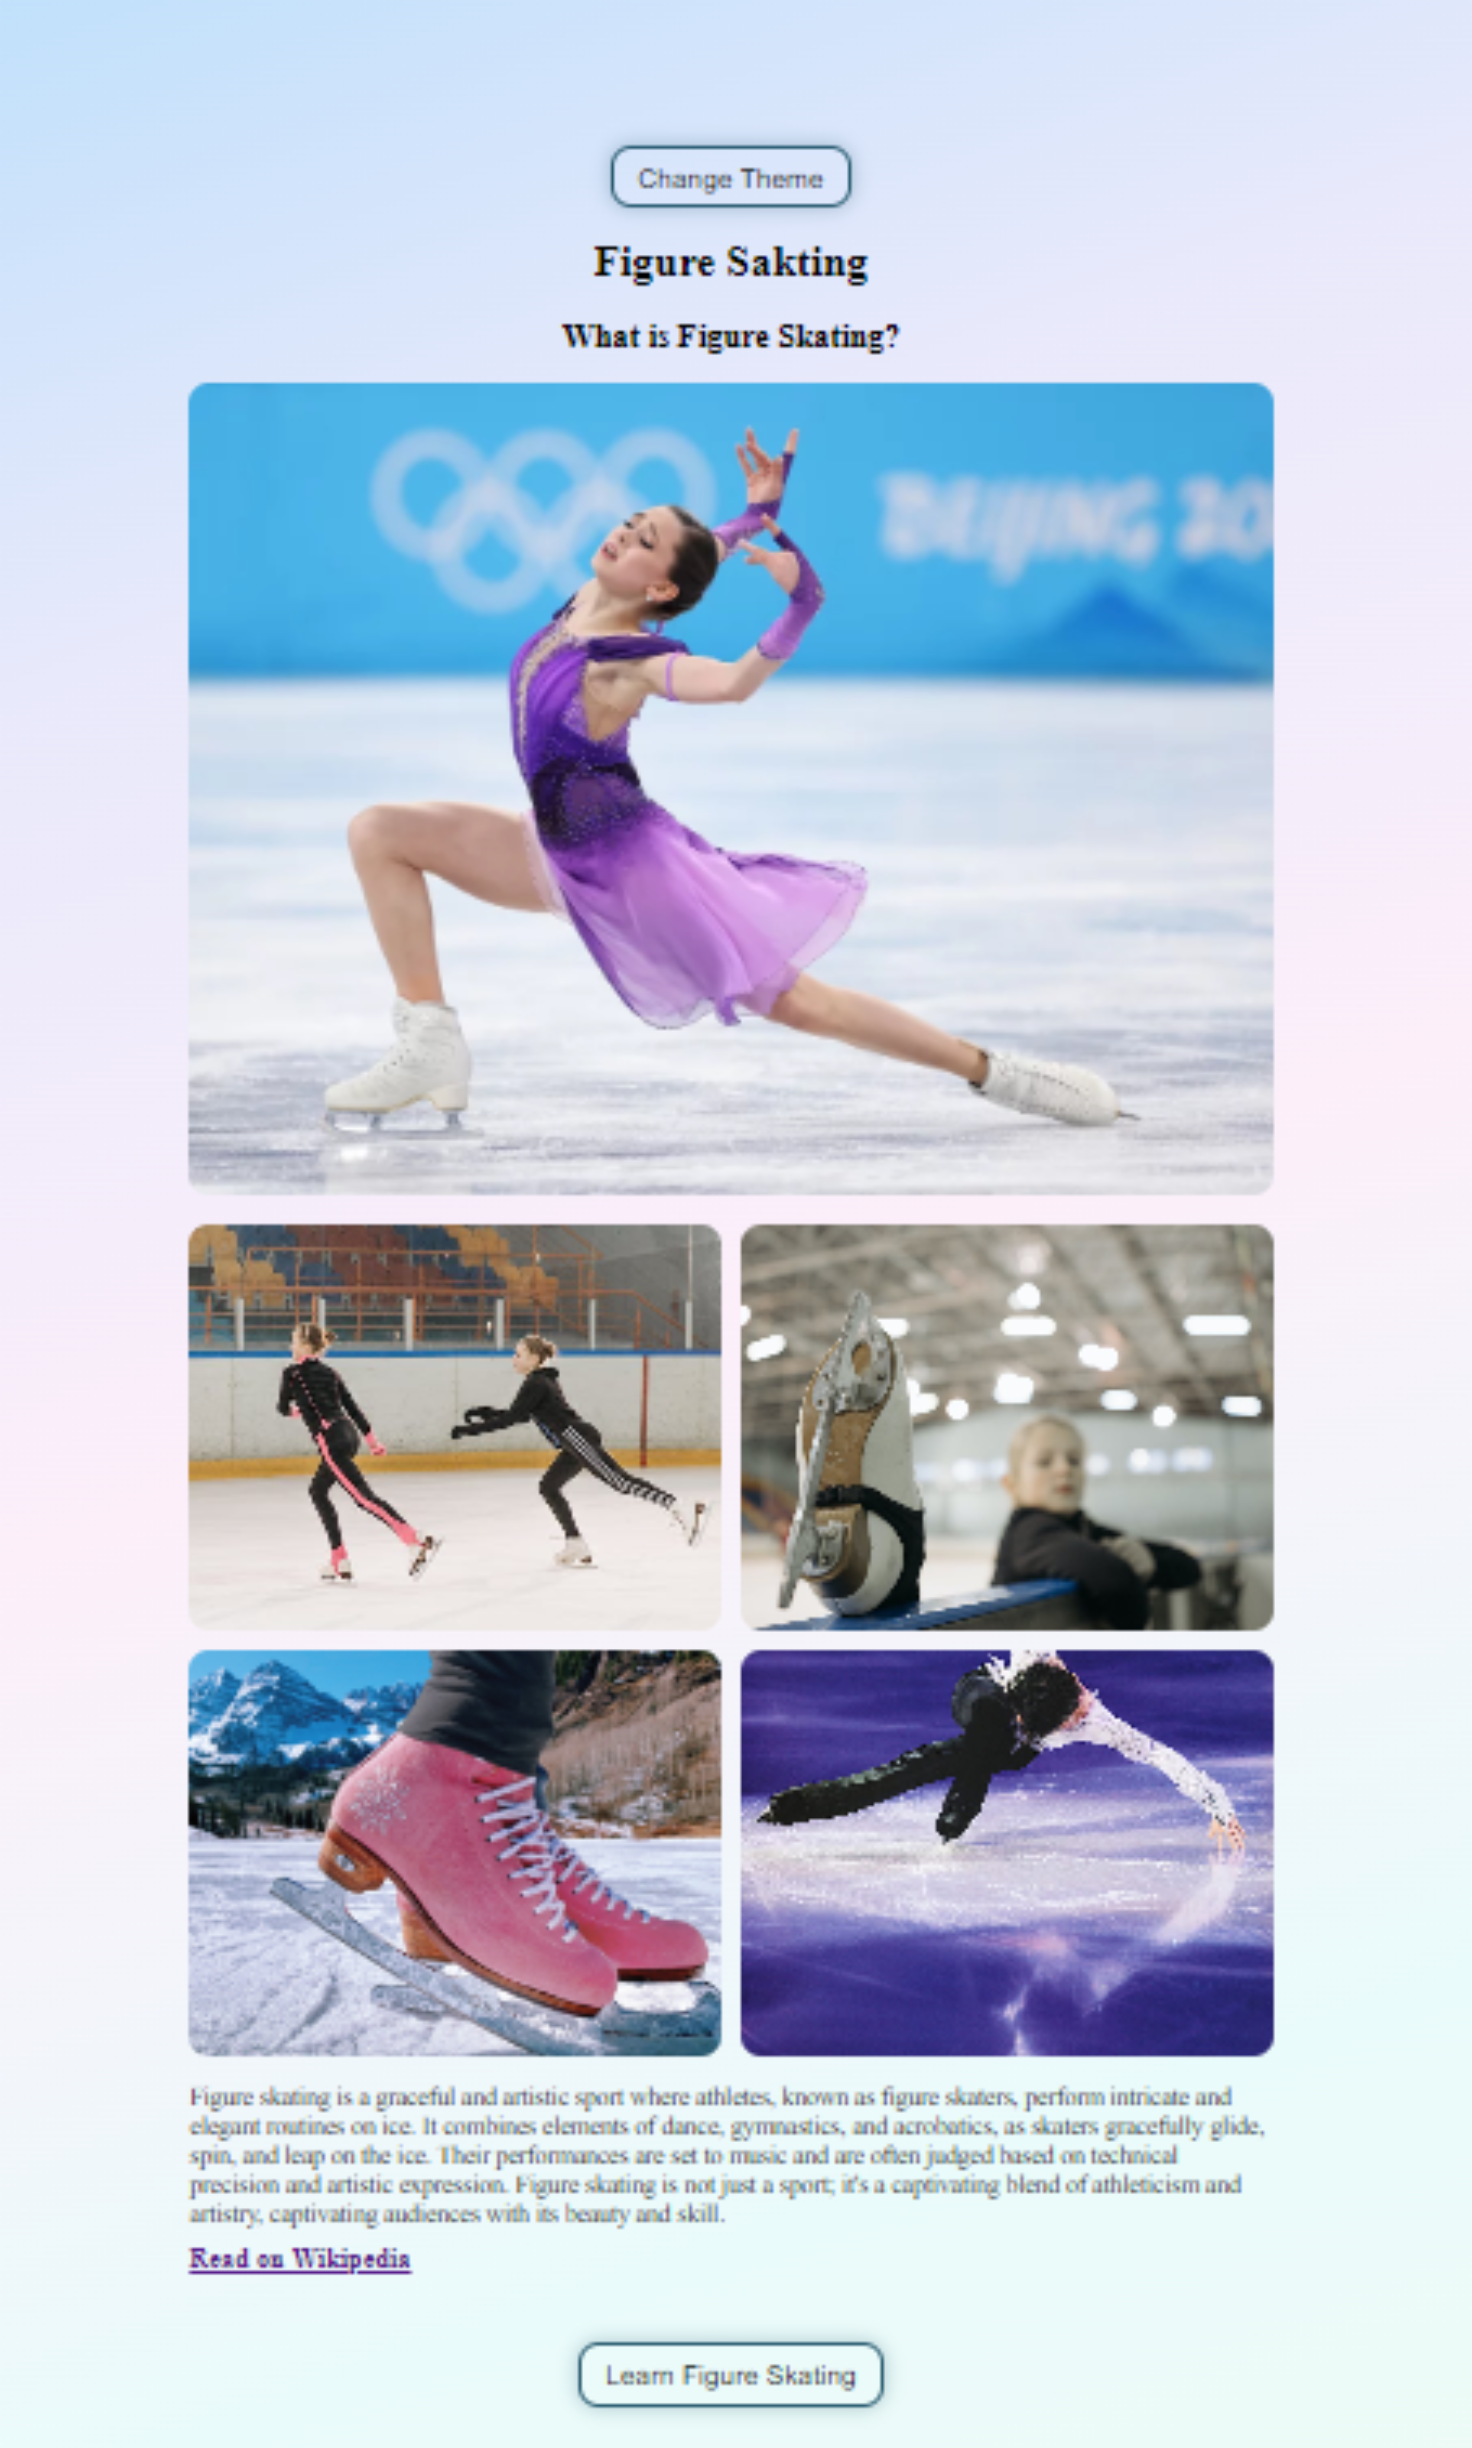 Change Theme
Figure Sakting
What is Figure Skating?
BEIJING 20
Figure skating is a graceful and artistic sport where athletes, known as figure skaters, perform intricate and
elegant routines on ice. It combines elements of dance, gymnastics, and acrobatics, as skaters gracefully glide,
spin, and leap on the ice. Their performances are set to music and are often judged based on technical
precision and artistic expression. Figure skating is not just a sport; it's a captivating blend of athleticism and
artistry, captivating audiences with its beauty and skill.
Read on Wikipedia
Learn Figure Skating